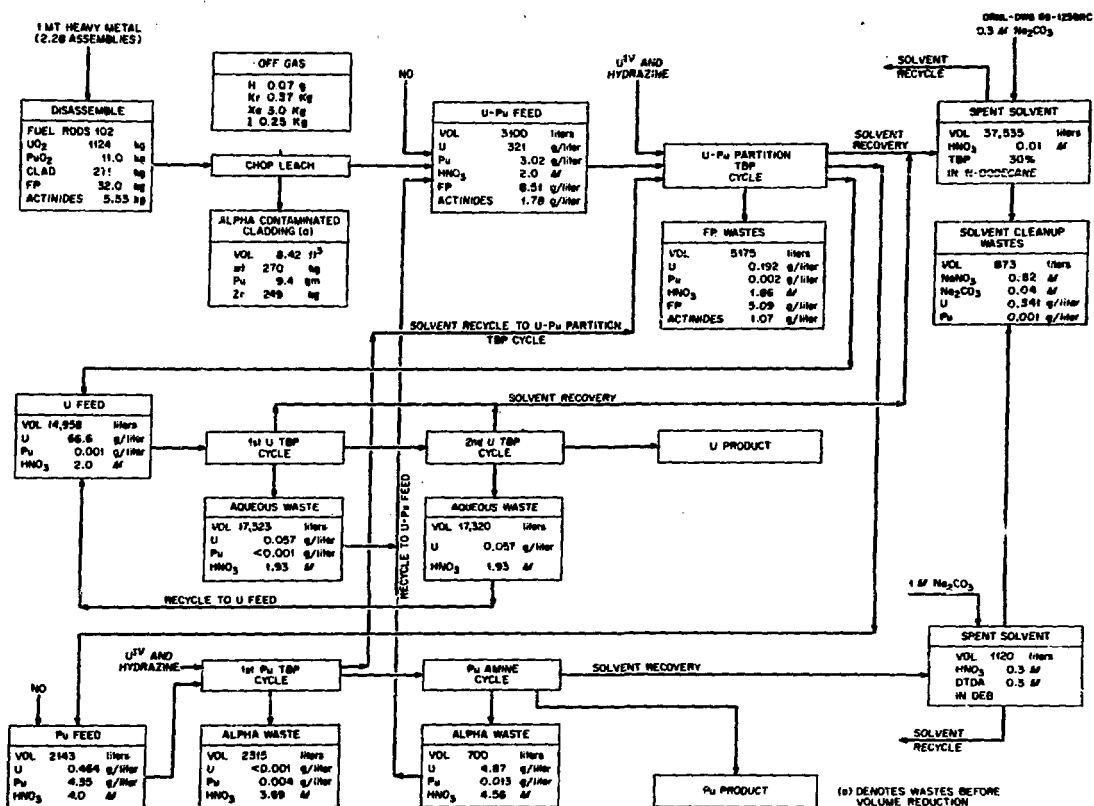 ORNL-DWG 69-1256RC
1 MT HEAVY METAL
(2.28 ASSEMBLIES)
0.3 M Na2CO3
SOLVENT
RECYCLE
OFF GAS
H 0.07 g
Kr 0.37 Kg
Xe 3.0 Kg
I 0.25 Kg
NO
UIV AND
HYDRAZINE
DISASSEMBLE
FUEL RODS 102
UO2 1124 kg
PuO2 11.0 kg
CLAD kg
FP 32.0 kg
ACTINIDES 5.53 kg
CHOP LEACH
ALPHA CONTAMINATED
CLADDING (a)
VOL 8.42 ft3
wt 270 kg
Pu 9.4 gm
Zr 249 kg
U-Pu FEED
VOL 3100 liters
U 321 g/liter
Pu 3.02 g/liter
HNO3 2.0 M
FP 8.51 g/liter
ACTINIDES 1.78 g/liter
U-Pu PARTITION
TBP
CYCLE
SOLVENT
RECOVERY
SPENT SOLVENT
VOL 37,535 liters
HNO3 0.01 M
TBP 30%
IN N-DODECANE
FP. WASTES
VOL 5175 liters
U 0.192 g/liter
Pu 0.002 g/liter
HNO3 1.86 M
FP 5.09 g/liter
ACTINIDES 1.07 g/liter
SOLVENT CLEANUP
WASTES
VOL 873 liters
NaNO3 0.82 M
Na2CO3 0.04 M
U 0.341 g/liter
Pu 0.001 g/liter
SOLVENT RECYCLE TO U-Pu PARTITION
TBP CYCLE
U FEED
VOL 14,958 liters
U 66.6 g/liter
Pu 0.001 g/liter
HNO3 2.0 M
SOLVENT RECOVERY
1st U TBP
CYCLE
2nd U TBP
CYCLE
U PRODUCT
AQUEOUS WASTE
VOL 17,323 liters
U 0.057 g/liter
Pu <0.001 g/liter
HNO3 1.93 M
RECYCLE TO U-Pu FEED
AQUEOUS WASTE
VOL 17,320 liters
U 0.057 g/liter
HNO3 1.93 M
RECYCLE TO U FEED
1 M Na2CO3
UIV AND
HYDRAZINE
1st Pu TBP
CYCLE
Pu AMINE
CYCLE
SOLVENT RECOVERY
SPENT SOLVENT
VOL 1120 liters
HNO3 0.3 M
DTDA 0.3 M
IN DEB
SOLVENT
RECYCLE
NO
Pu FEED
VOL 2143 liters
U 0.464 g/liter
Pu 4.35 g/liter
HNO3 4.0 M
ALPHA WASTE
VOL 2315 liters
U <0.001 g/liter
Pu 0.004 g/liter
HNO3 3.69 M
ALPHA WASTE
VOL 700 liters
U 4.87 g/liter
Pu 0.013 g/liter
HNO3 4.56 M
Pu PRODUCT
(a) DENOTES WASTES BEFORE
VOLUME REDUCTION